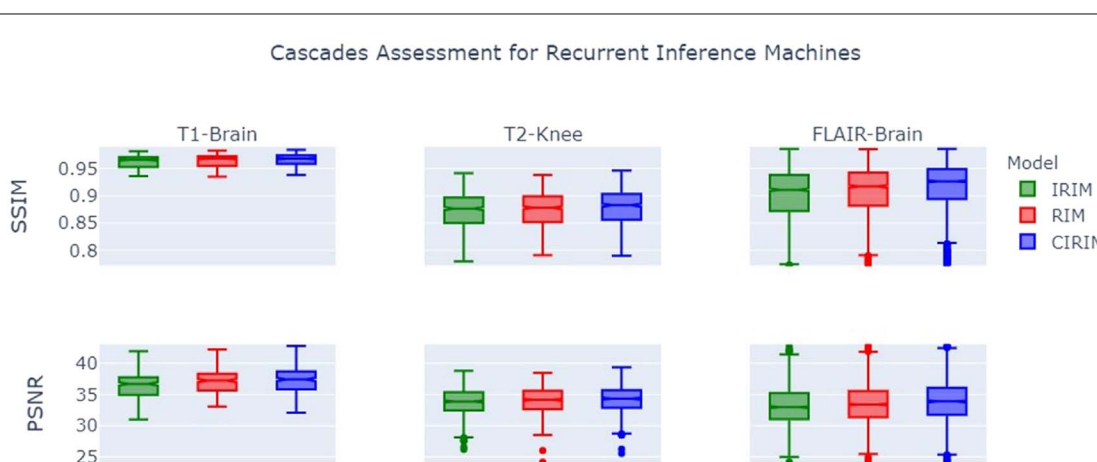 Cascades Assessment for Recurrent Inference Machines
T1-Brain
T2-Knee
FLAIR-Brain
SSIM
0.95
0.9
0.85
0.8
Model
IRIM
RIM
CIRIM
PSNR
40
35
30
25